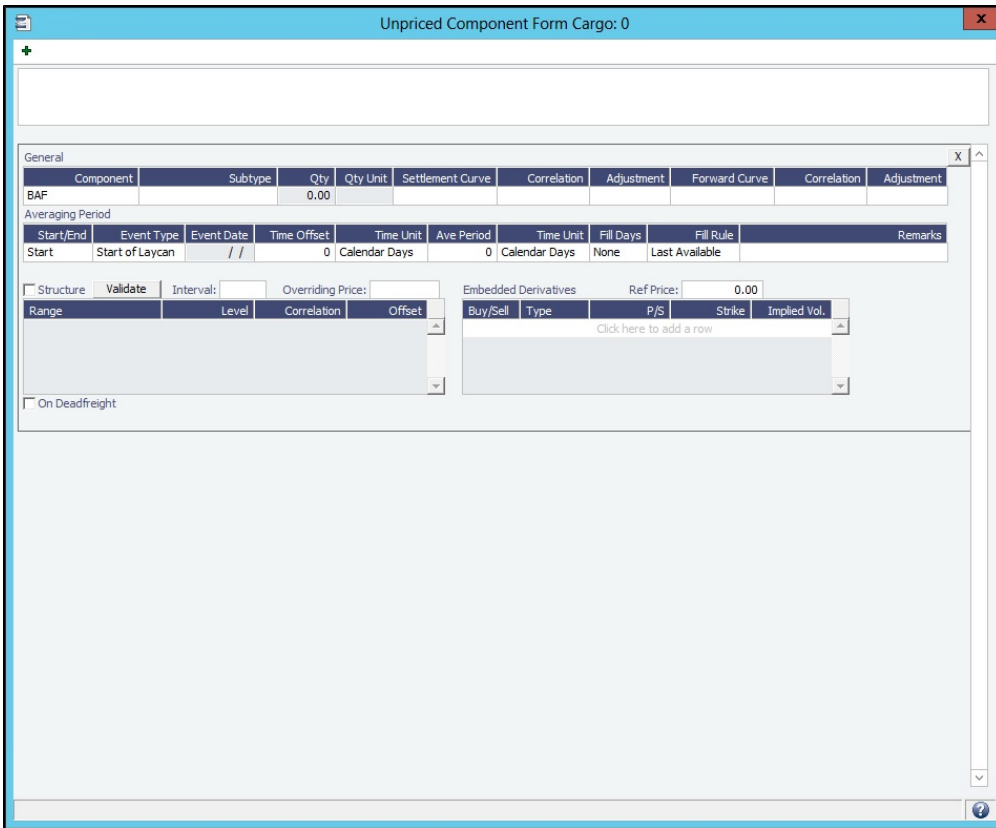 Unpriced Component Form Cargo: 0
x
General
X
Component Subtype Qty Qty Unit Settlement Curve Correlation Adjustment Forward Curve Correlation Adjustment
BAF 0.00
Averaging Period
Start/End Event Type Event Date Time Offset Time Unit Ave Period Time Unit Fill Days Fill Rule Remarks
Start Start of Laycan / / 0 Calendar Days 0 Calendar Days None Last Available
Structure Validate Interval: Overriding Price: Embedded Derivatives Ref Price: 0.00
Range Level Correlation Offset Buy/Sell Type P/S Strike Implied Vol.
Click here to add a row
On Deadfreight
?